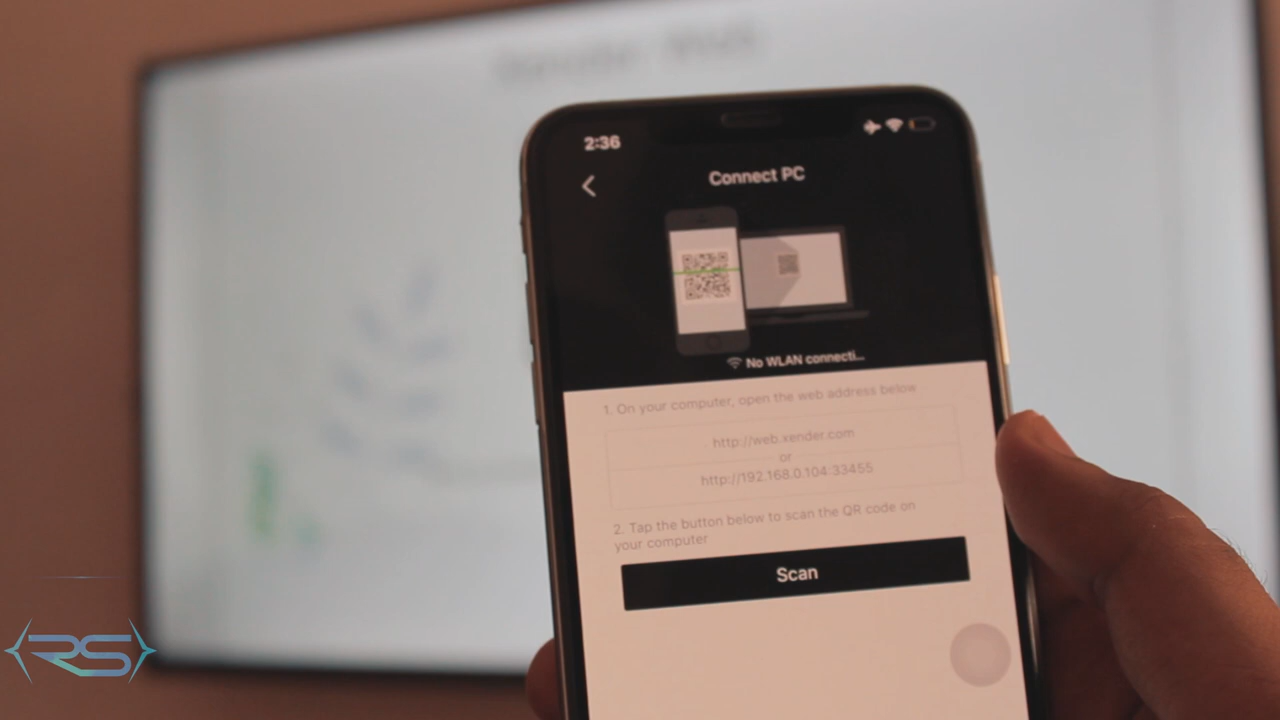 2:36
Connect PC
No WLAN connecti...
1. On your computer, open the web address below
http://web.xender.com
or
http://192.168.0.104:33455
2. Tap the button below to scan the QR code on
your computer
Scan
RS